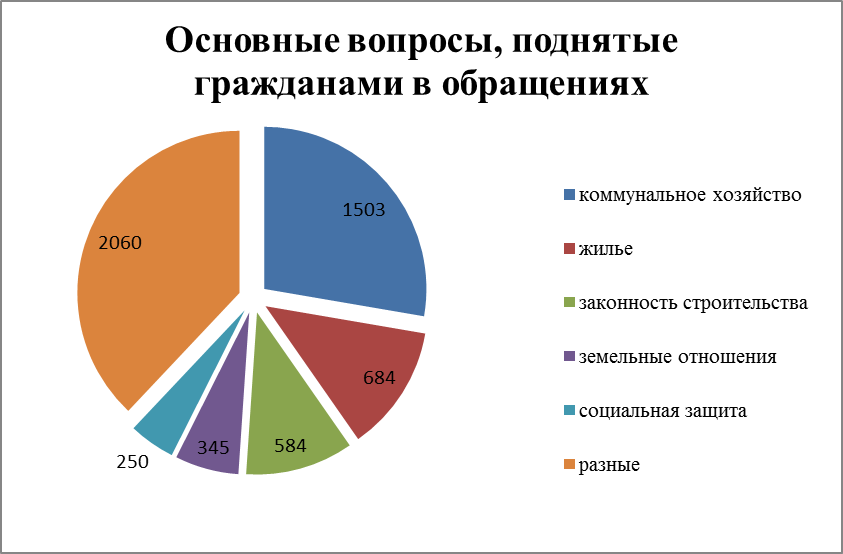 Основные вопросы, поднятые
гражданами в обращениях
1503
684
584
345
250
2060
коммунальное хозяйство
жилье
законность строительства
земельные отношения
социальная защита
разные